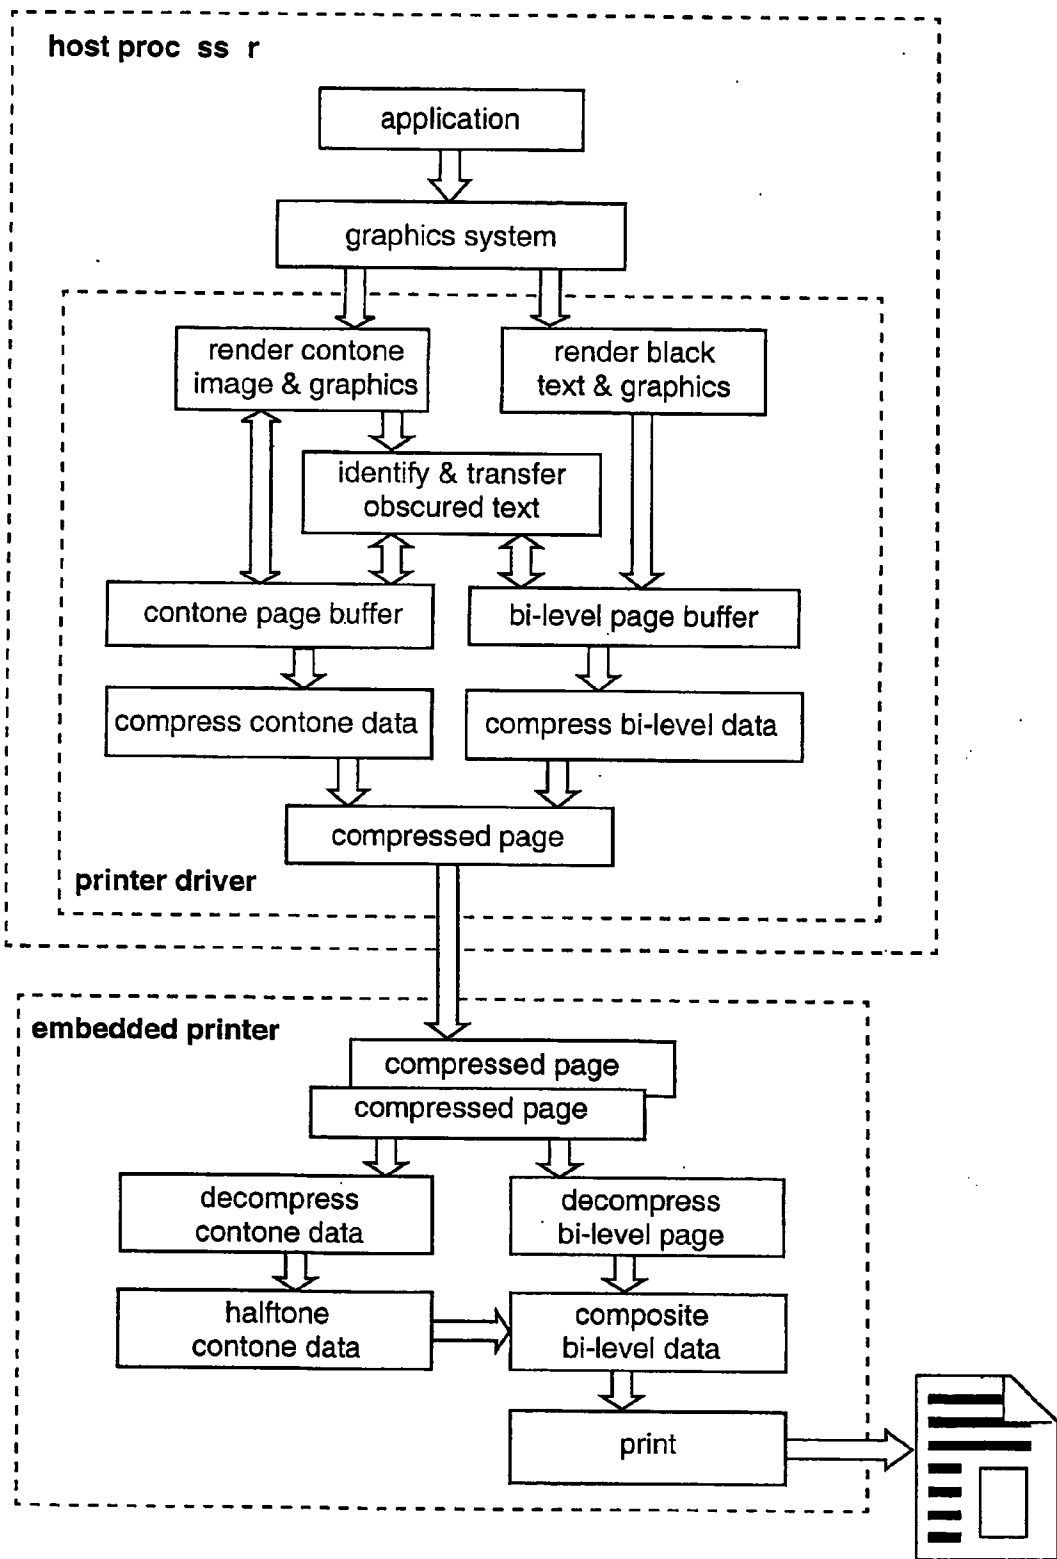 host proc ss r
application
graphics system
render contone
image & graphics
render black
text & graphics
identify & transfer
obscured text
contone page buffer
bi-level page buffer
compress contone data
compress bi-level data
compressed page
printer driver
embedded printer
compressed page
compressed page
decompress
contone data
decompress
bi-level page
halftone
contone data
composite
bi-level data
print